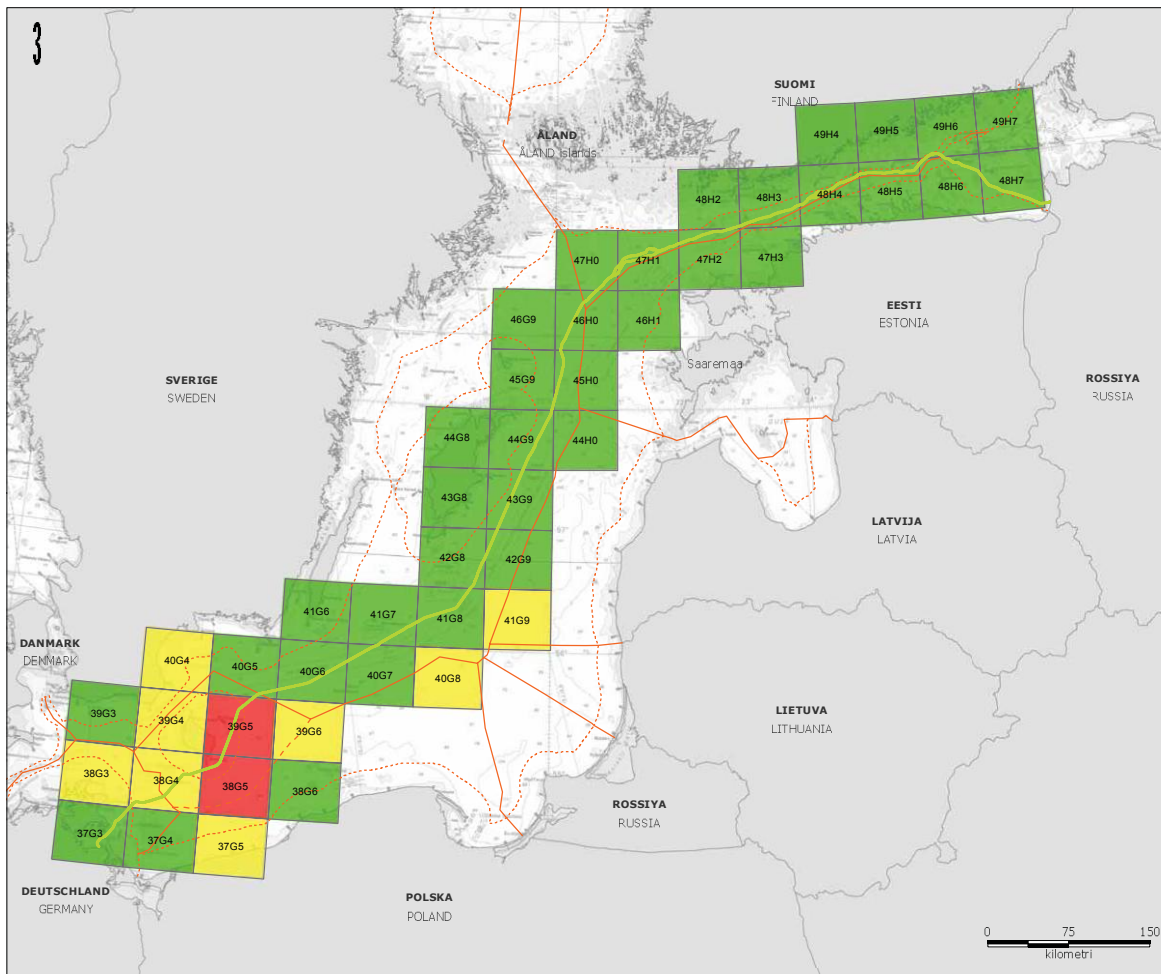 3
SUOMI
FINLAND
ÅLAND
ÅLAND islands
49H4
49H5
49H6
49H7
48H2
48H3
48H4
48H5
48H6
48H7
47H0
47H1
47H2
47H3
EESTI
ESTONIA
46G9
46H0
46H1
Saaremaa
SVERIGE
SWEDEN
45G9
45H0
ROSSIYA
RUSSIA
44G8
44G9
44H0
43G8
43G9
LATVIJA
LATVIA
42G8
42G9
41G6
41G7
41G8
41G9
DANMARK
DENMARK
40G4
40G5
40G6
40G7
40G8
39G3
39G4
39G5
39G6
LIETUVA
LITHUANIA
38G3
38G4
38G5
38G6
ROSSIYA
RUSSIA
37G3
37G4
37G5
DEUTSCHLAND
GERMANY
POLSKA
POLAND
0 75 150
kilometri